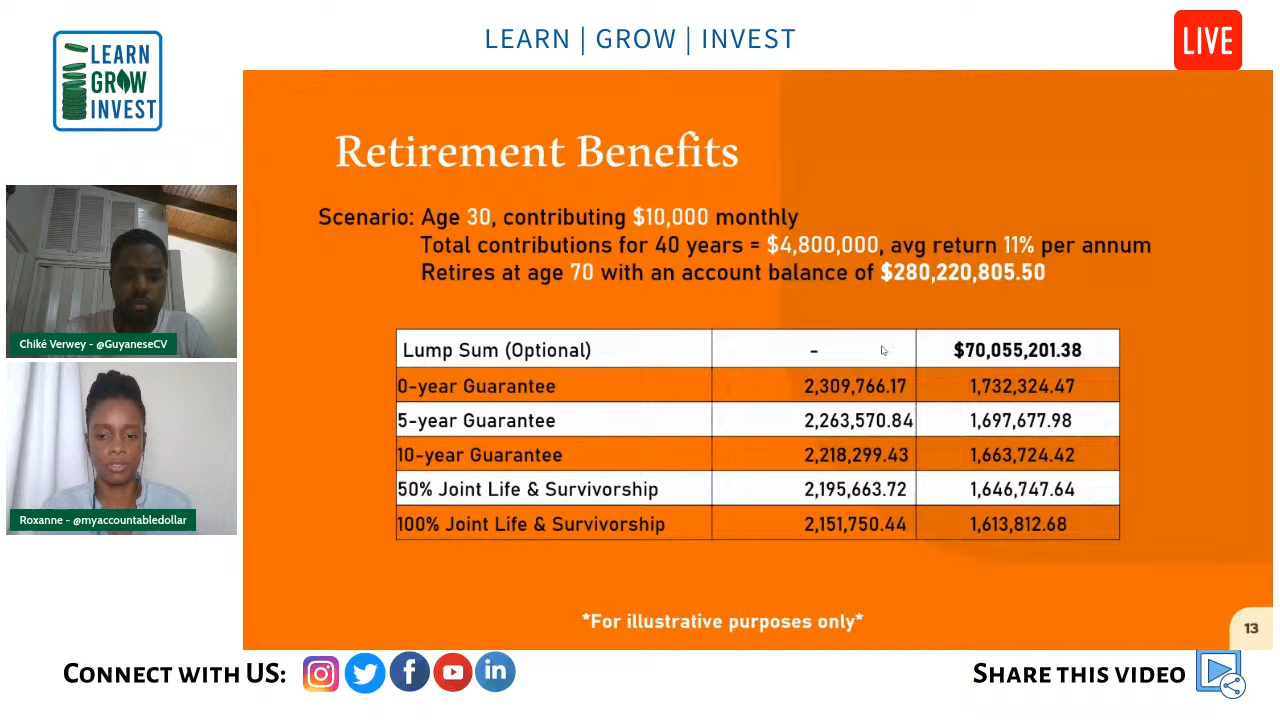 LEARN | GROW | INVEST
LIVE
LEARN
GROW
INVEST
Retirement Benefits
Scenario: Age 30, contributing $10,000 monthly
Total contributions for 40 years = $4,800,000, avg return 11% per annum
Retires at age 70 with an account balance of $280,220,805.50
Lump Sum (Optional) - $70,055,201.38
0-year Guarantee 2,309,766.17 1,732,324.47
5-year Guarantee 2,263,570.84 1,697,677.98
10-year Guarantee 2,218,299.43 1,663,724.42
50% Joint Life & Survivorship 2,195,663.72 1,646,747.64
100% Joint Life & Survivorship 2,151,750.44 1,613,812.68
*For illustrative purposes only*
13
Chiké Verwey - @GuyaneseCV
Roxanne - @myaccountabledollar
CONNECT WITH US:
in
SHARE THIS VIDEO